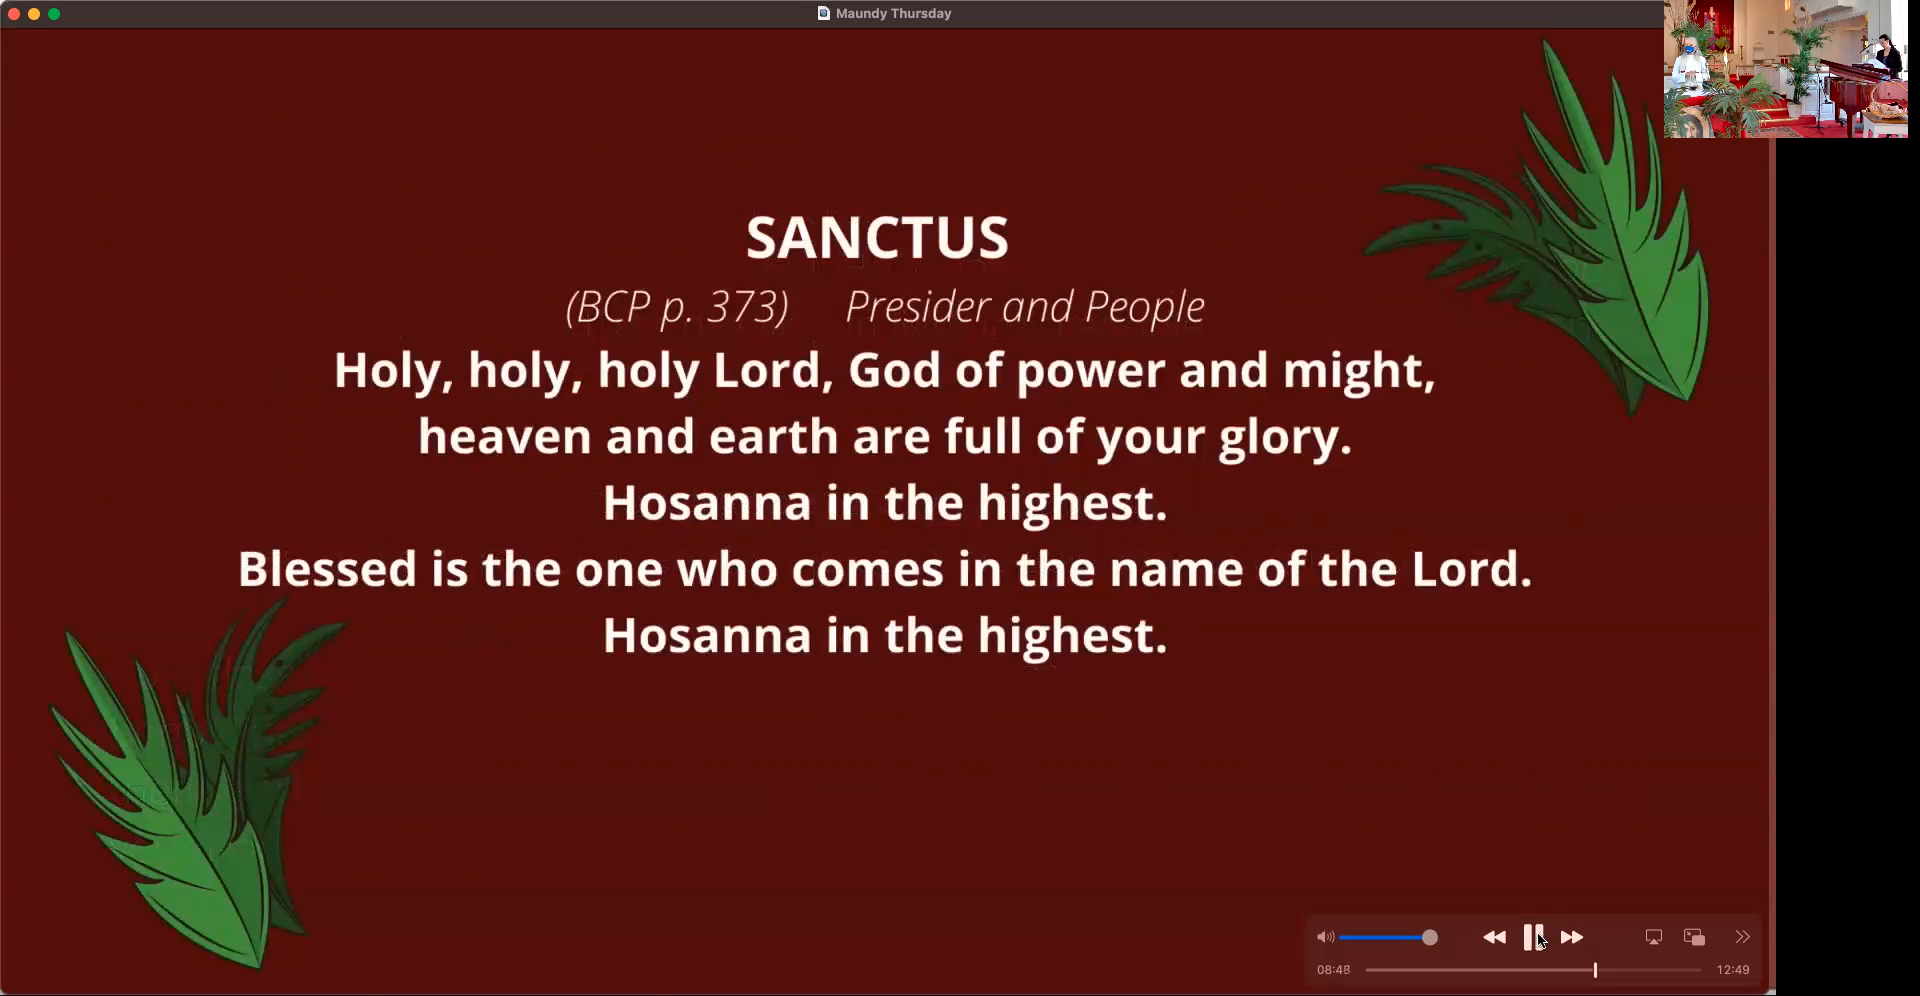 Maundy Thursday
SANCTUS
(BCP p. 373) Presider and People
Holy, holy, holy Lord, God of power and might,
heaven and earth are full of your glory.
Hosanna in the highest.
Blessed is the one who comes in the name of the Lord.
Hosanna in the highest.
12:49